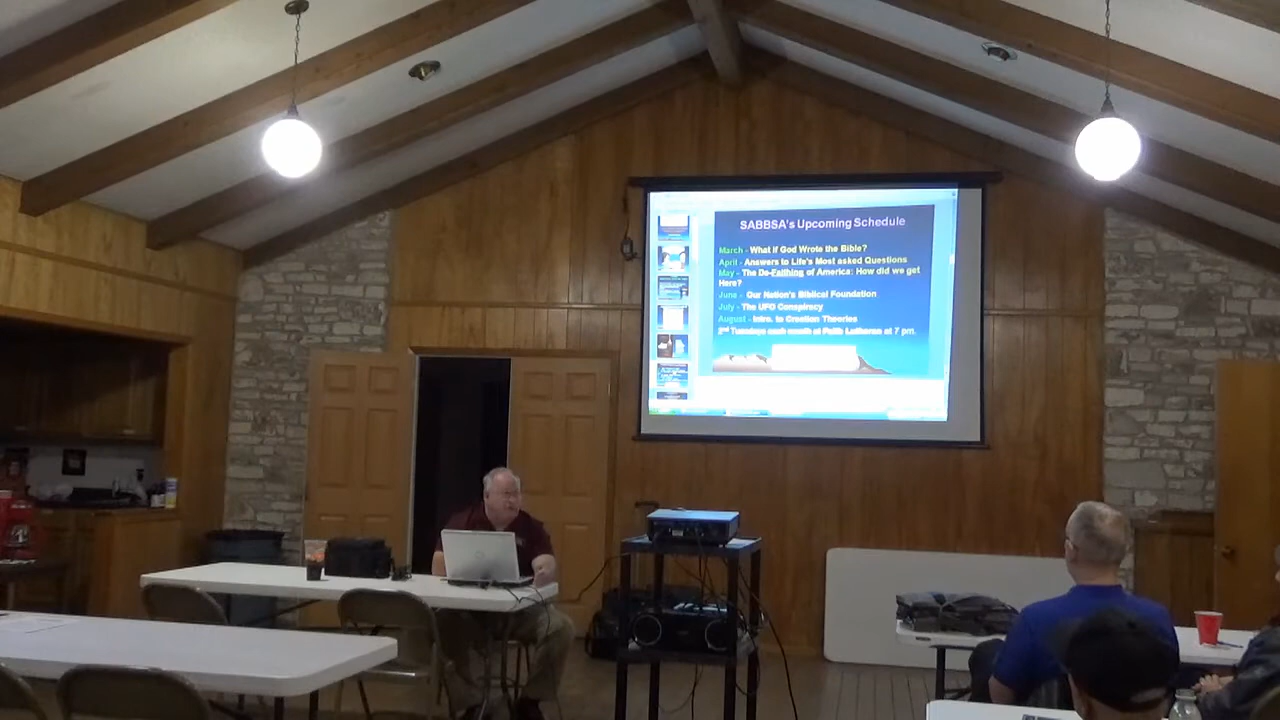 SABBSA's Upcoming Schedule
March - What if God Wrote the Bible?
April - Answers to Life's Most asked Questions
May - The De-Faithing of America: How did we get
Here?
June - Our Nation's Biblical Foundation
July - The UFO Conspiracy
August - Intro. to Creation Theories
2nd Tuesdays each month at Faith Lutheran at 7 pm.